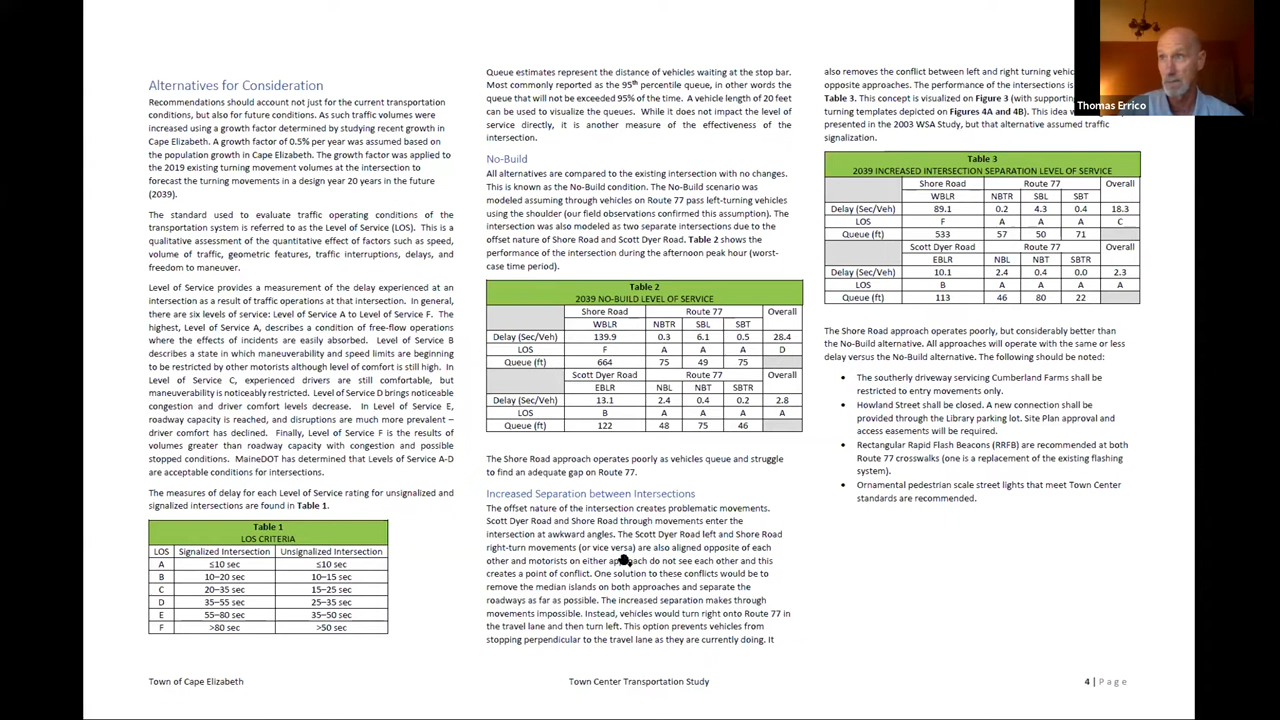 Alternatives for Consideration
Recommendations should account not just for the current transportation
conditions, but also for future conditions. As such traffic volumes were
increased using a growth factor determined by studying recent growth in
Cape Elizabeth. A growth factor of 0.5% per year was assumed based on
the population growth in Cape Elizabeth. The growth factor was applied to
the 2019 existing turning movement volumes at the intersection to
forecast the turning movements in a design year 20 years in the future
(2039).
The standard used to evaluate traffic operating conditions of the
transportation system is referred to as the Level of Service (LOS). This is a
qualitative assessment of the quantitative effect of factors such as speed,
volume of traffic, geometric features, traffic interruptions, delays, and
freedom to maneuver.
Level of Service provides a measurement of the delay experienced at an
intersection as a result of traffic operations at that intersection. In general,
there are six levels of service: Level of Service A to Level of Service F. The
highest, Level of Service A, describes a condition of free-flow operations
where the effects of incidents are easily absorbed. Level of Service B
describes a state in which maneuverability and speed limits are beginning
to be restricted by other motorists although level of comfort is still high. In
Level of Service C, experienced drivers are still comfortable, but
maneuverability is noticeably restricted. Level of Service D brings noticeable
congestion and driver comfort levels decrease. In Level of Service E,
roadway capacity is reached, and disruptions are much more prevalent –
driver comfort has declined. Finally, Level of Service F is the results of
volumes greater than roadway capacity with congestion and possible
stopped conditions. MaineDOT has determined that Levels of Service A-D
are acceptable conditions for intersections.
The measures of delay for each Level of Service rating for unsignalized and
signalized intersections are found in Table 1.
Table 1
LOS CRITERIA
LOS Signalized Intersection Unsignalized Intersection
A ≤10 sec ≤10 sec
B 10–20 sec 10–15 sec
C 20–35 sec 15–25 sec
D 35–55 sec 25–35 sec
E 55–80 sec 35–50 sec
F >80 sec >50 sec
Queue estimates represent the distance of vehicles waiting at the stop bar.
Most commonly reported as the 95th percentile queue, in other words the
queue that will not be exceeded 95% of the time. A vehicle length of 20 feet
can be used to visualize the queues. While it does not impact the level of
service directly, it is another measure of the effectiveness of the
intersection.
No-Build
All alternatives are compared to the existing intersection with no changes.
This is known as the No-Build condition. The No-Build scenario was
modeled assuming through vehicles on Route 77 pass left-turning vehicles
using the shoulder (our field observations confirmed this assumption). The
intersection was also modeled as two separate intersections due to the
offset nature of Shore Road and Scott Dyer Road. Table 2 shows the
performance of the intersection during the afternoon peak hour (worst-
case time period).
Table 2
2039 NO-BUILD LEVEL OF SERVICE
Shore Road Route 77 Overall
WBLR NBTR SBL SBT
Delay (Sec/Veh) 139.9 0.3 6.1 0.5 28.4
LOS F A A A D
Queue (ft) 664 75 49 75
Scott Dyer Road Route 77 Overall
EBLR NBL NBT SBTR
Delay (Sec/Veh) 13.1 2.4 0.4 0.2 2.8
LOS B A A A A
Queue (ft) 122 48 75 46
The Shore Road approach operates poorly as vehicles queue and struggle
to find an adequate gap on Route 77.
Increased Separation between Intersections
The offset nature of the intersection creates problematic movements.
Scott Dyer Road and Shore Road through movements enter the
intersection at awkward angles. The Scott Dyer Road left and Shore Road
right-turn movements (or vice versa) are also aligned opposite of each
other and motorists on either approach do not see each other and this
creates a point of conflict. One solution to these conflicts would be to
remove the median islands on both approaches and separate the
roadways as far as possible. The increased separation makes through
movements impossible. Instead, vehicles would turn right onto Route 77 in
the travel lane and then turn left. This option prevents vehicles from
stopping perpendicular to the travel lane as they are currently doing. It
also removes the conflict between left and right turning
opposite approaches. The performance of the intersections is
Table 3. This concept is visualized on Figure 3 (with supporting
turning templates depicted on Figures 4A and 4B). This idea
presented in the 2003 WSA Study, but that alternative assumed traffic
signalization.
Table 3
2039 INCREASED INTERSECTION SEPARATION LEVEL OF SERVICE
Shore Road Route 77 Overall
WBLR NBTR SBL SBT
Delay (Sec/Veh) 89.1 0.2 4.3 0.4 18.3
LOS F A A A C
Queue (ft) 533 57 50 71
Scott Dyer Road Route 77 Overall
EBLR NBL NBT SBTR
Delay (Sec/Veh) 10.1 2.4 0.4 0.0 2.3
LOS B A A A A
Queue (ft) 113 46 80 22
The Shore Road approach operates poorly, but considerably better than
the No-Build alternative. All approaches will operate with the same or less
delay versus the No-Build alternative. The following should be noted:
• The southerly driveway servicing Cumberland Farms shall be
restricted to entry movements only.
• Howland Street shall be closed. A new connection shall be
provided through the Library parking lot. Site Plan approval and
access easements will be required.
• Rectangular Rapid Flash Beacons (RRFB) are recommended at both
Route 77 crosswalks (one is a replacement of the existing flashing
system).
• Ornamental pedestrian scale street lights that meet Town Center
standards are recommended.
Thomas Errico
Town of Cape Elizabeth
Town Center Transportation Study
4 | Page